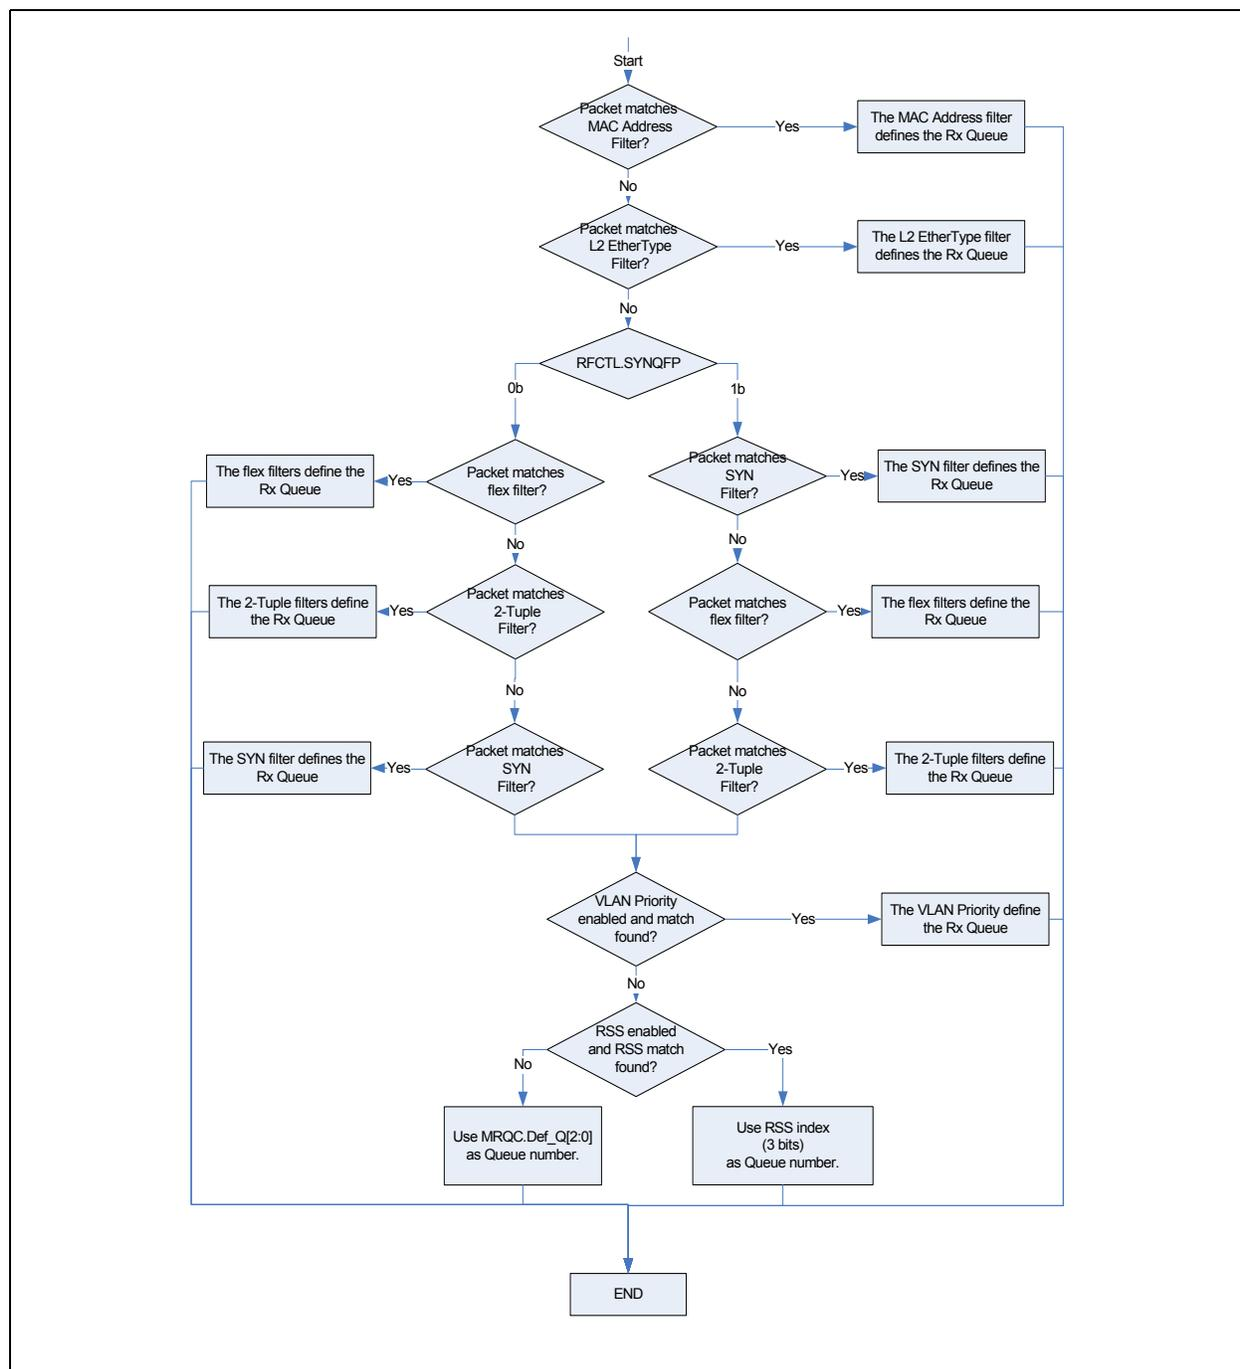 Start
Packet matches
MAC Address
Filter?
Yes
The MAC Address filter
defines the Rx Queue
No
Packet matches
L2 EtherType
Filter?
Yes
The L2 EtherType filter
defines the Rx Queue
No
RFCTL.SYNQFP
0b
1b
The flex filters define the
Rx Queue
Yes
Packet matches
flex filter?
Packet matches
SYN
Filter?
Yes
The SYN filter defines the
Rx Queue
No
No
The 2-Tuple filters define
the Rx Queue
Yes
Packet matches
2-Tuple
Filter?
Packet matches
flex filter?
Yes
The flex filters define the
Rx Queue
No
No
The SYN filter defines the
Rx Queue
Yes
Packet matches
SYN
Filter?
Packet matches
2-Tuple
Filter?
Yes
The 2-Tuple filters define
the Rx Queue
VLAN Priority
enabled and match
found?
Yes
The VLAN Priority define
the Rx Queue
No
RSS enabled
and RSS match
found?
No
Yes
Use MRQC.Def_Q[2:0]
as Queue number.
Use RSS index
(3 bits)
as Queue number.
END